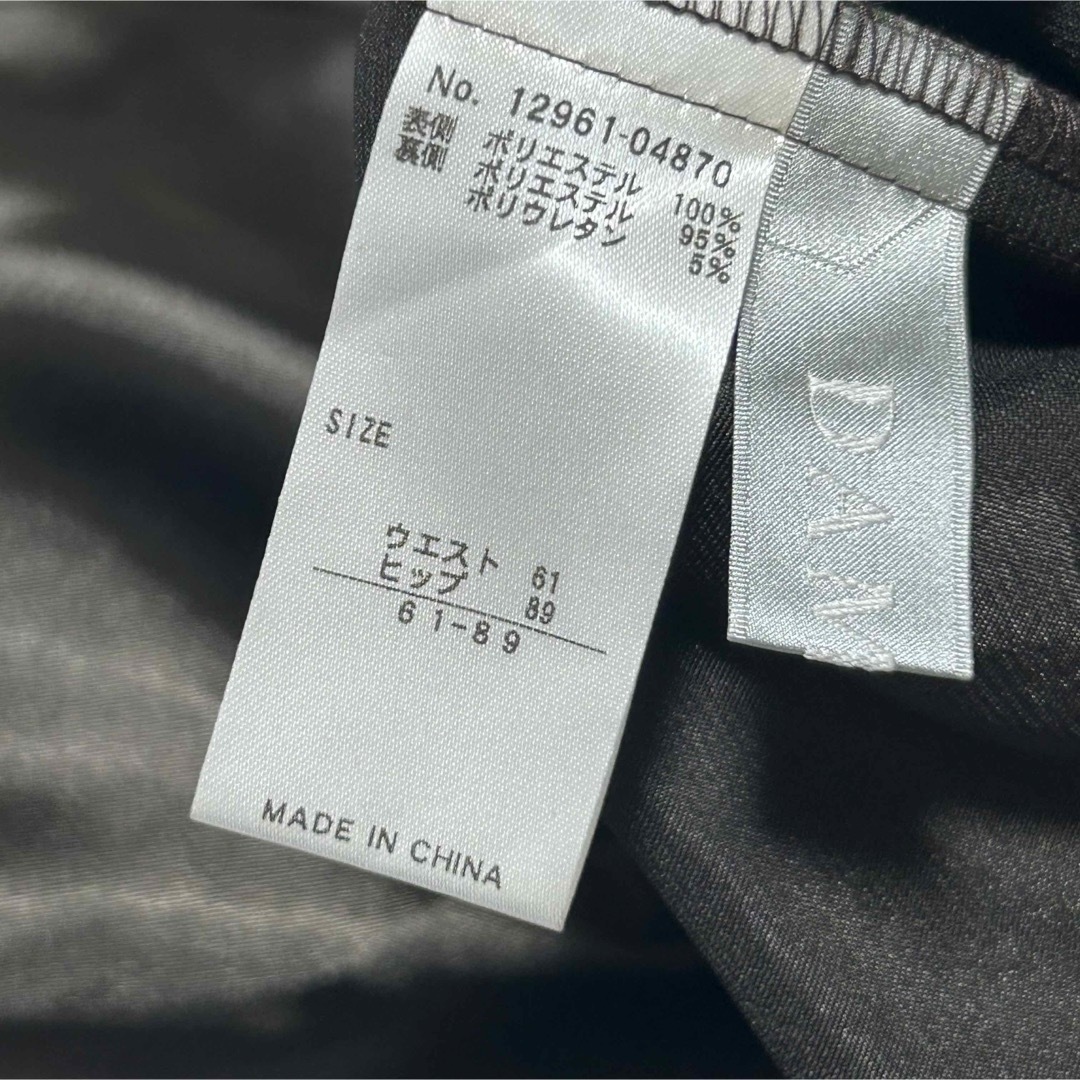 No. 12961-04870
表側 ポリエステル 100%
裏側 ポリエステル 95%
ポリウレタン 5%
SIZE
ウエスト 61
ヒップ 89
61-89
MADE IN CHINA